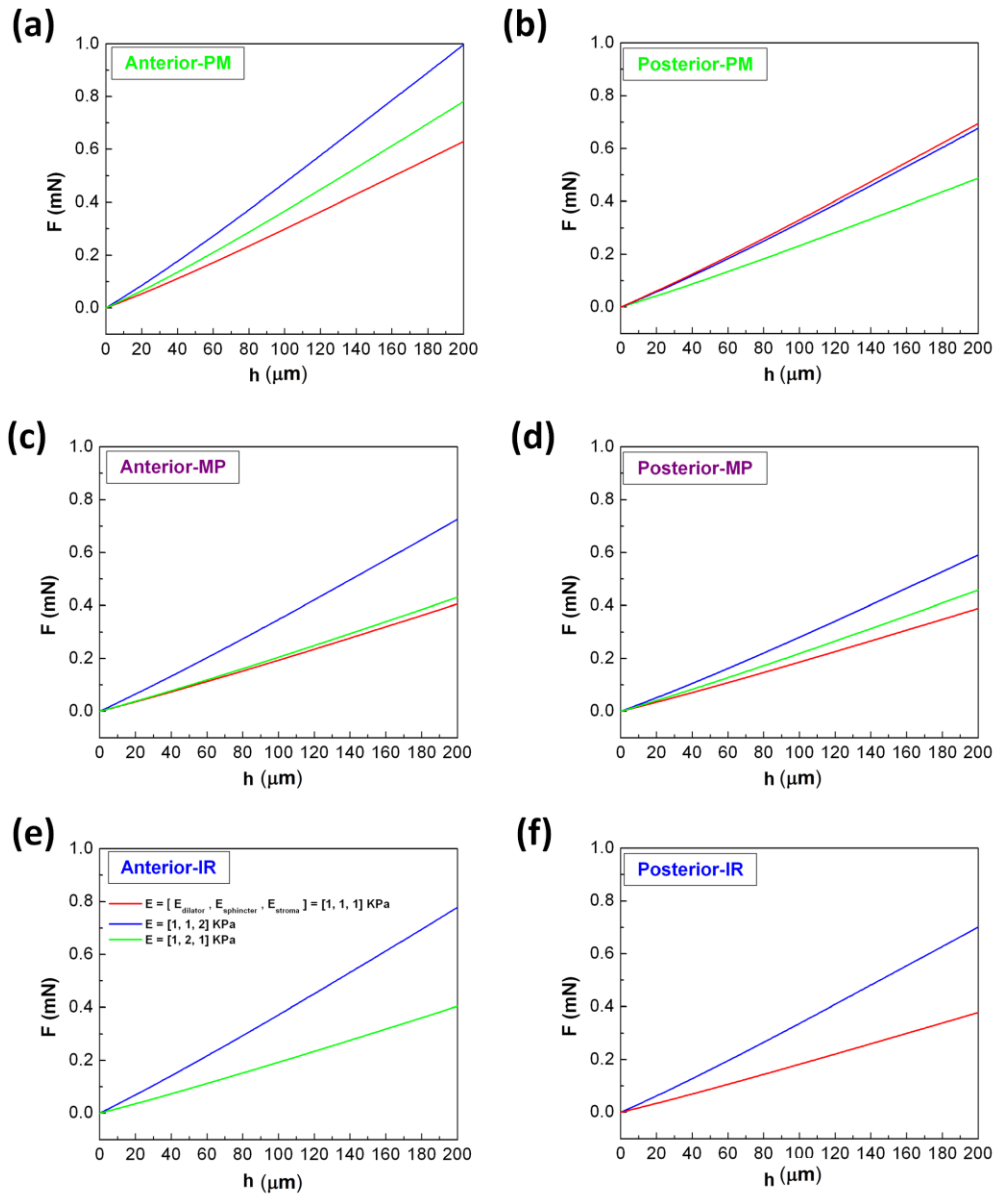 (a)
Anterior-PM
1.0
0.8
0.6
0.4
0.2
0.0
F (mN)
0 20 40 60 80 100 120 140 160 180 200
h (μm)
(b)
Posterior-PM
1.0
0.8
0.6
0.4
0.2
0.0
F (mN)
0 20 40 60 80 100 120 140 160 180 200
h (μm)
(c)
Anterior-MP
1.0
0.8
0.6
0.4
0.2
0.0
F (mN)
0 20 40 60 80 100 120 140 160 180 200
h (μm)
(d)
Posterior-MP
1.0
0.8
0.6
0.4
0.2
0.0
F (mN)
0 20 40 60 80 100 120 140 160 180 200
h (μm)
(e)
Anterior-IR
E = [ E dilator , E sphincter , E stroma ] = [1, 1, 1] KPa
E = [1, 1, 2] KPa
E = [1, 2, 1] KPa
1.0
0.8
0.6
0.4
0.2
0.0
F (mN)
0 20 40 60 80 100 120 140 160 180 200
h (μm)
(f)
Posterior-IR
1.0
0.8
0.6
0.4
0.2
0.0
F (mN)
0 20 40 60 80 100 120 140 160 180 200
h (μm)